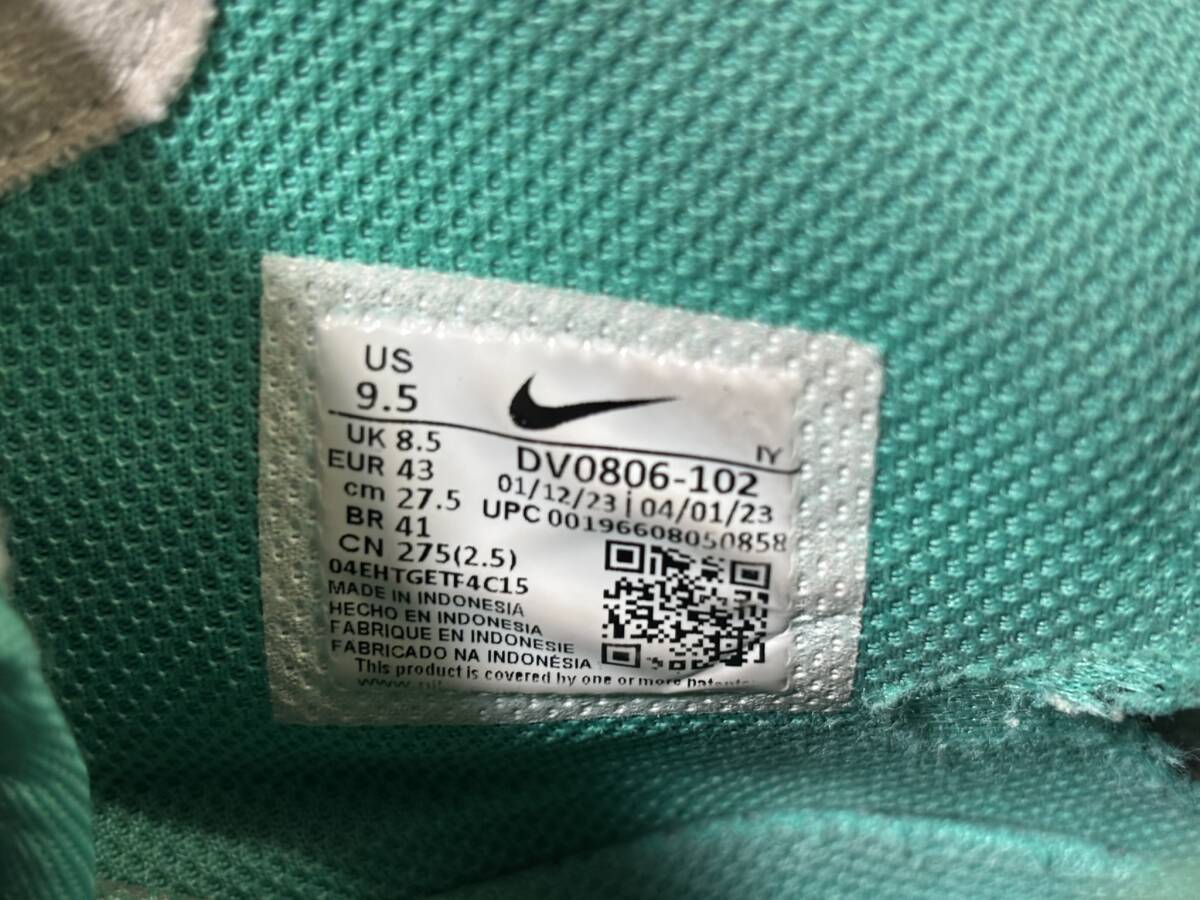 US
9.5
UK 8.5
EUR 43
cm 27.5
BR 41
CN 275(2.5)
04EHTGETF4C15
MADE IN INDONESIA
HECHO EN INDONESIA
FABRIQUE EN INDONESIE
FABRICADO NA INDONÉSIA
IY
DV0806-102
01/12/23 | 04/01/23
UPC 00196608050858
This product is covered by one or more patents.